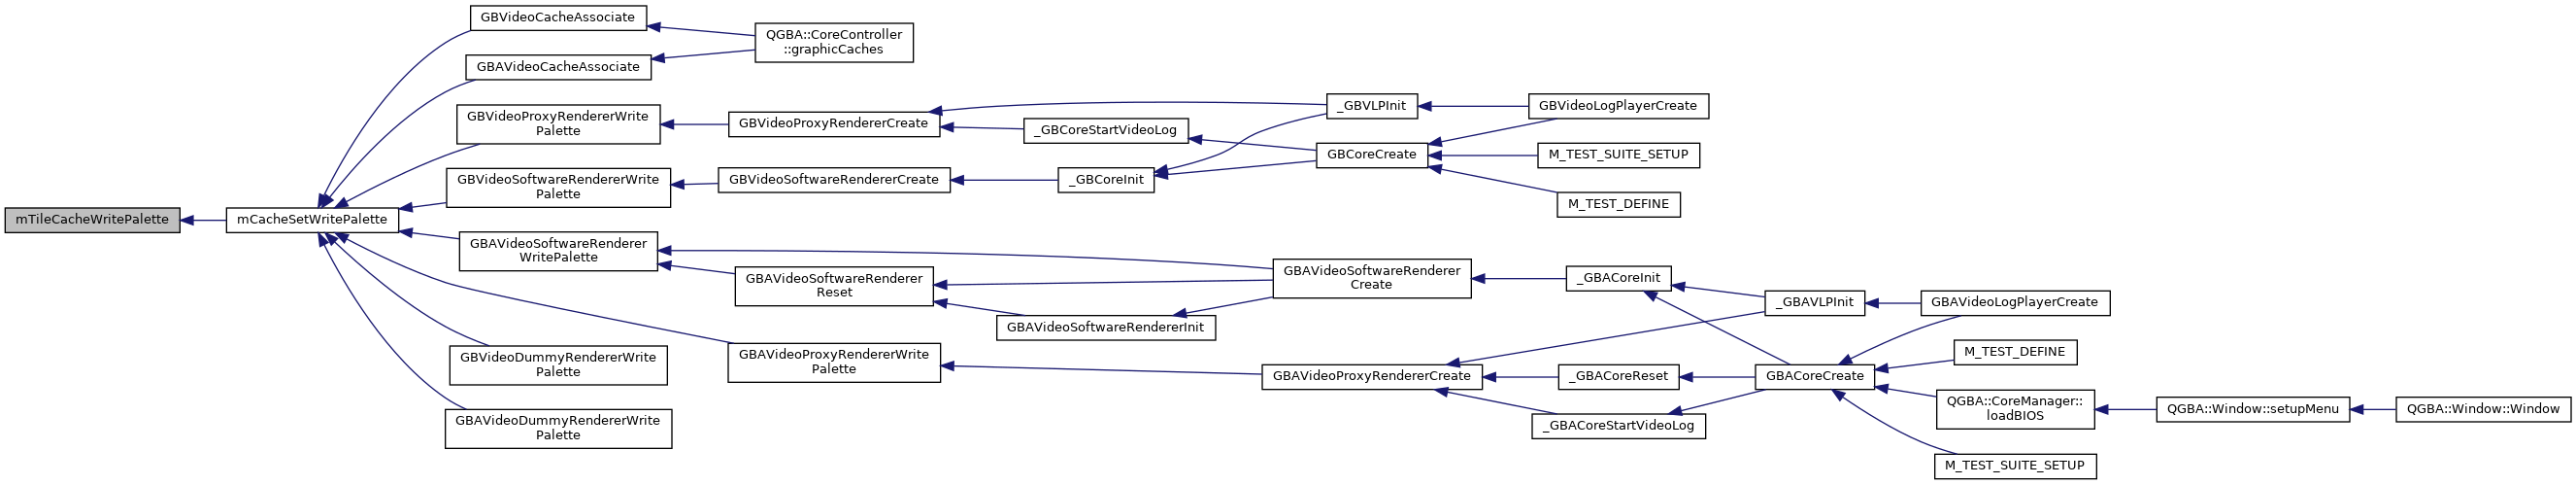 mTileCacheWritePalette
mCacheSetWritePalette
GBVideoCacheAssociate
GBAVideoCacheAssociate
GBVideoProxyRendererWrite
Palette
GBVideoSoftwareRendererWrite
Palette
GBAVideoSoftwareRenderer
WritePalette
GBVideoDummyRendererWrite
Palette
GBAVideoDummyRendererWrite
Palette
QGBA::CoreController
::graphicCaches
GBVideoProxyRendererCreate
GBVideoSoftwareRendererCreate
GBAVideoSoftwareRenderer
Reset
GBAVideoProxyRendererWrite
Palette
_GBCoreStartVideoLog
_GBCoreInit
GBAVideoSoftwareRendererInit
_GBVLPInit
GBCoreCreate
GBAVideoSoftwareRenderer
Create
GBAVideoProxyRendererCreate
GBVideoLogPlayerCreate
M_TEST_SUITE_SETUP
M_TEST_DEFINE
_GBACoreInit
_GBACoreReset
_GBACoreStartVideoLog
_GBAVLPInit
GBACoreCreate
GBAVideoLogPlayerCreate
M_TEST_DEFINE
QGBA::CoreManager::
loadBIOS
M_TEST_SUITE_SETUP
QGBA::Window::setupMenu
QGBA::Window::Window